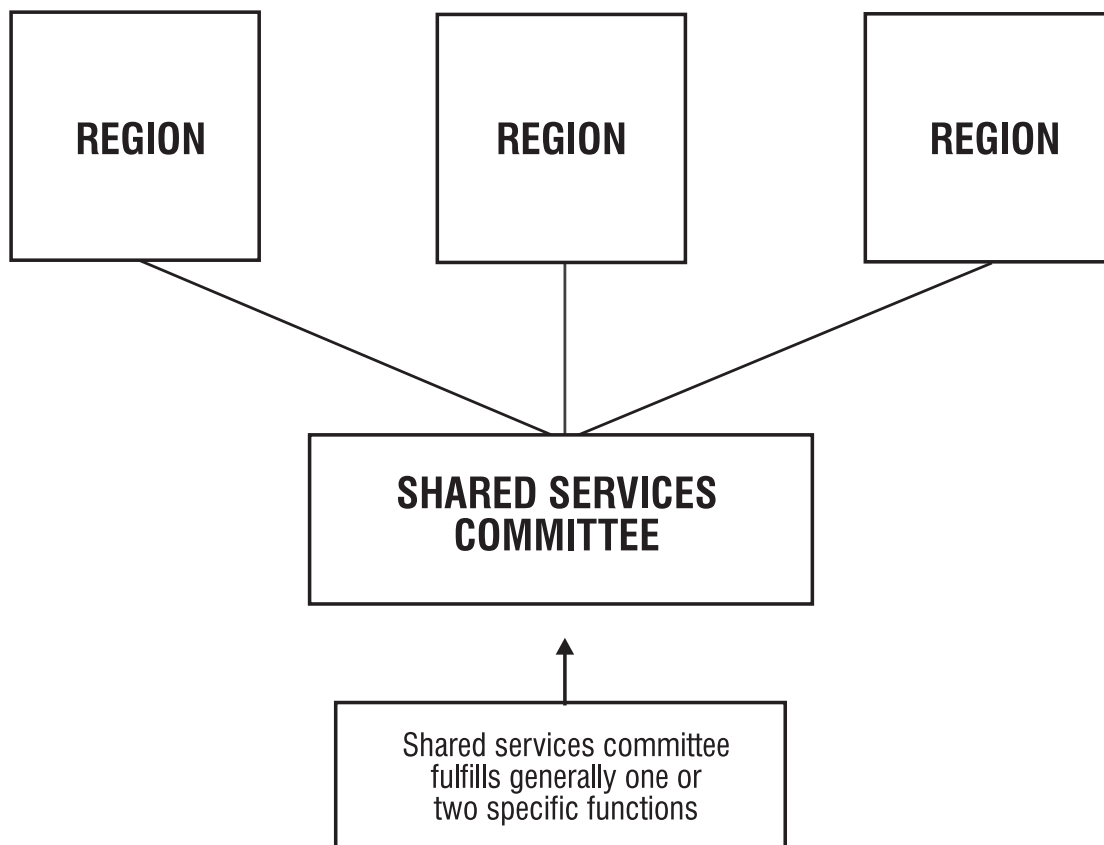 REGION
REGION
REGION
SHARED SERVICES
COMMITTEE
Shared services committee
fulfills generally one or
two specific functions